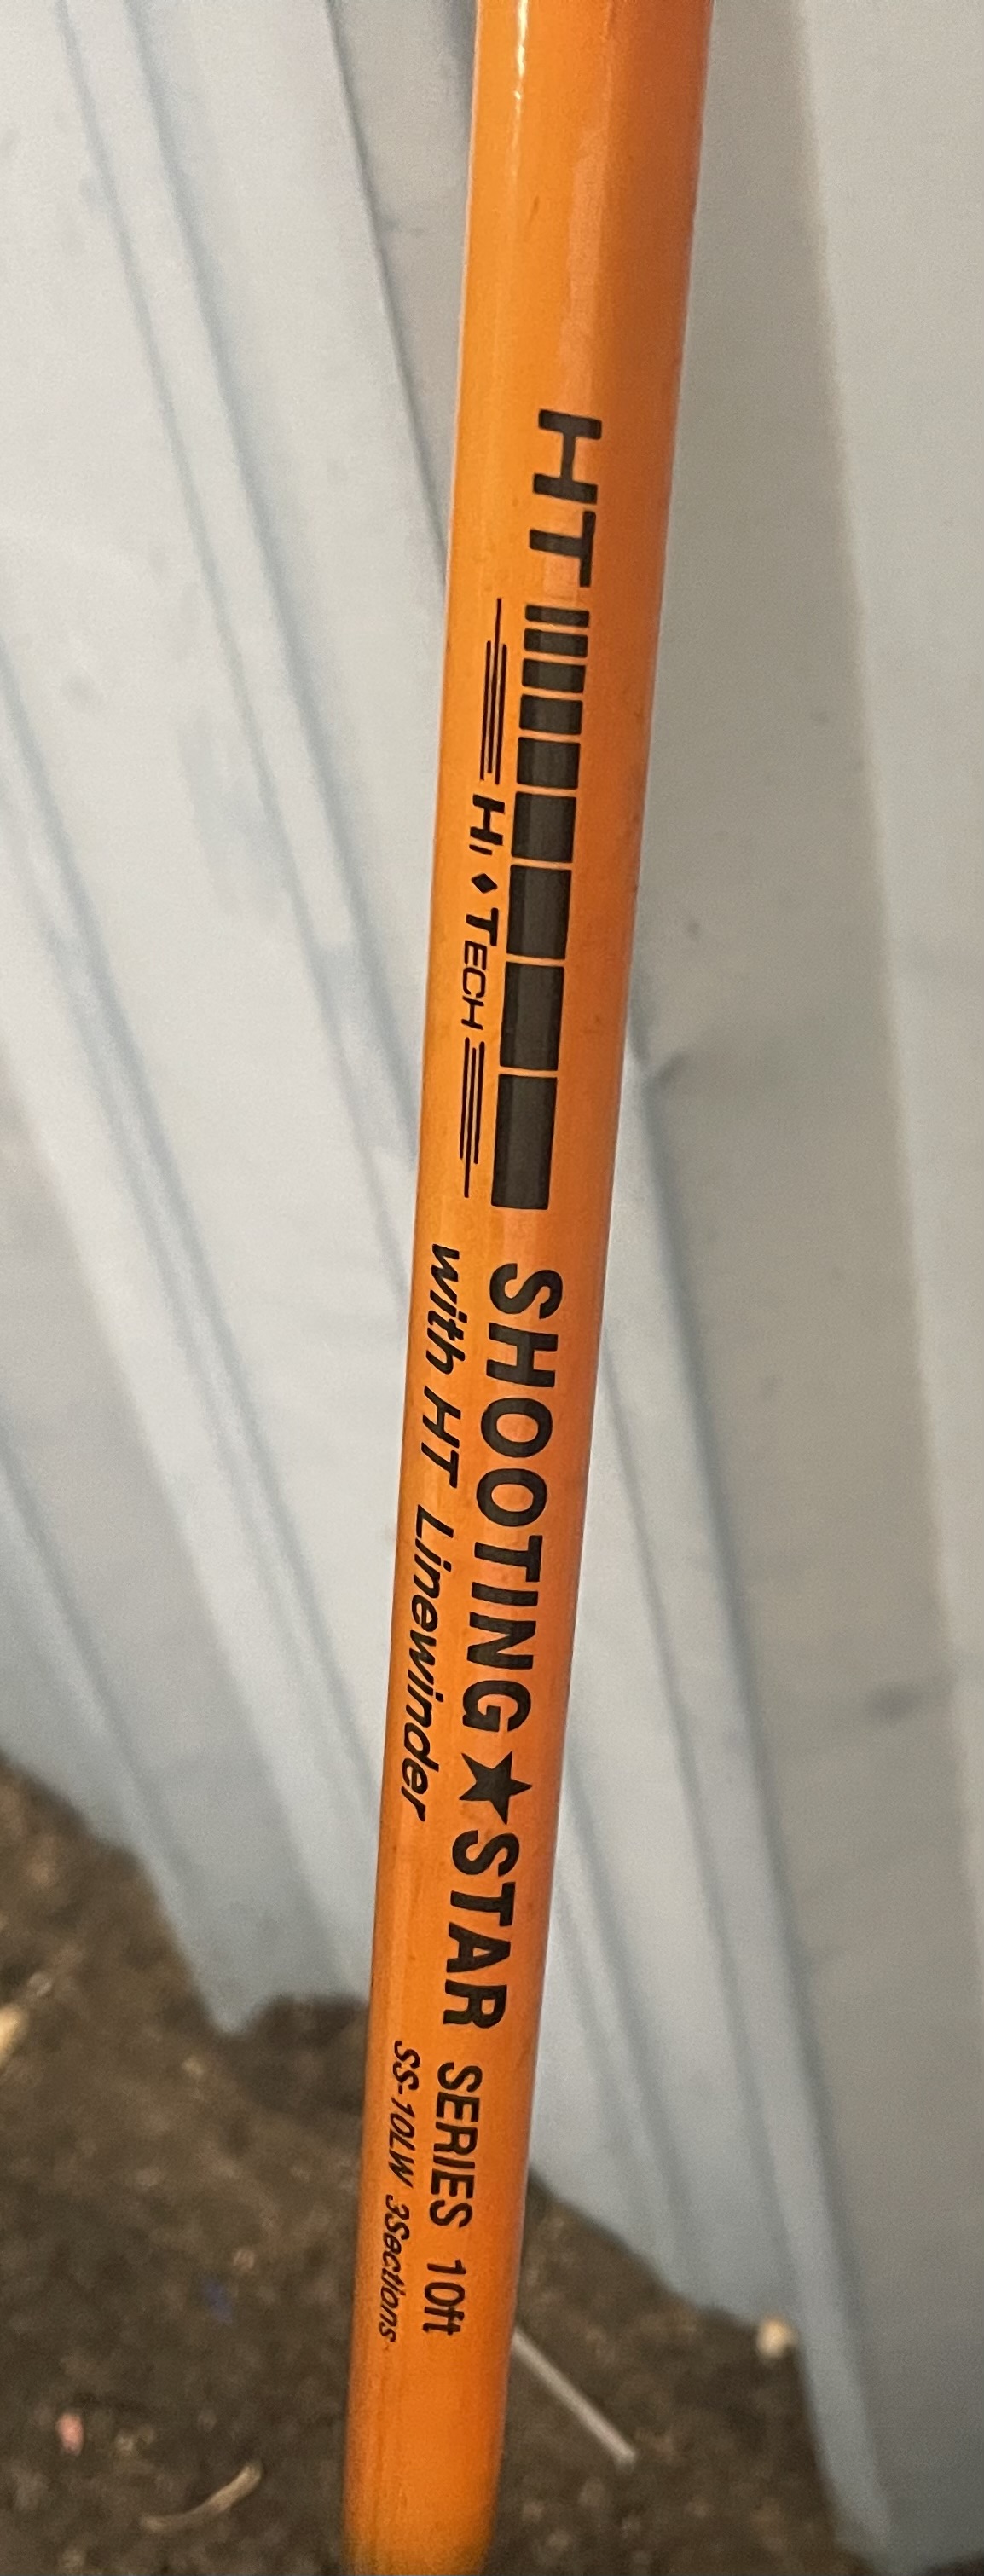 HT SHOOTING★STAR SERIES 10ft
HI◆TECH with HT Linewinder SS-10LW 3Sections